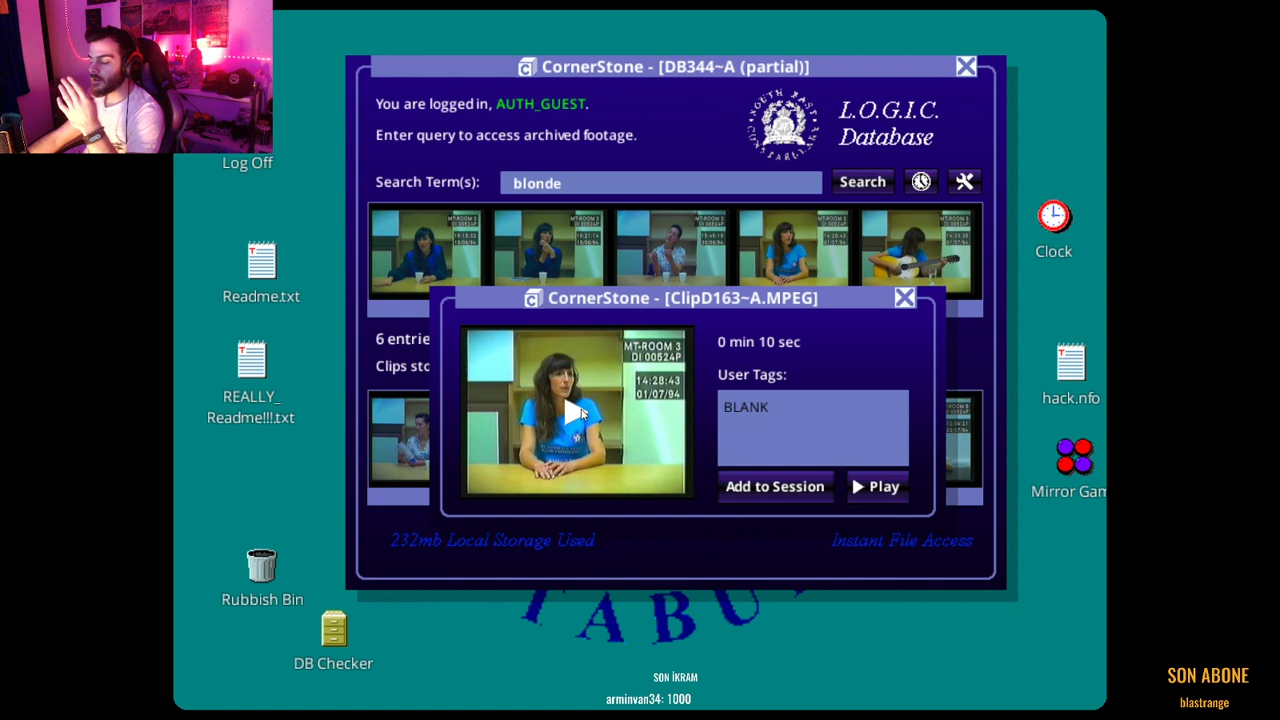 CornerStone - [DB344~A (partial)]
You are logged in, AUTH_GUEST.
Enter query to access archived footage.
L.O.G.I.C.
Database
Search Term(s):
blonde
Search
6 entrie
Clips sto
CornerStone - [ClipD163~A.MPEG]
MT-ROOM 3
DI 00524P
14:28:43
01/07/94
0 min 10 sec
User Tags:
BLANK
Add to Session
Play
232mb Local Storage Used
Instant File Access
Log Off
Readme.txt
REALLY_
Readme!!!.txt
Rubbish Bin
DB Checker
Clock
hack.nfo
Mirror Gam
TABU
SON İKRAM
arminvan34: 1000
SON ABONE
blastrange